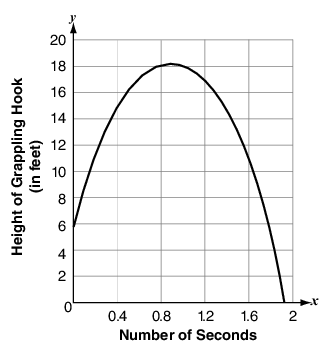 y
20
18
16
14
12
10
8
6
4
2
0
0.4 0.8 1.2 1.6 2
x
Height of Grappling Hook
(in feet)
Number of Seconds